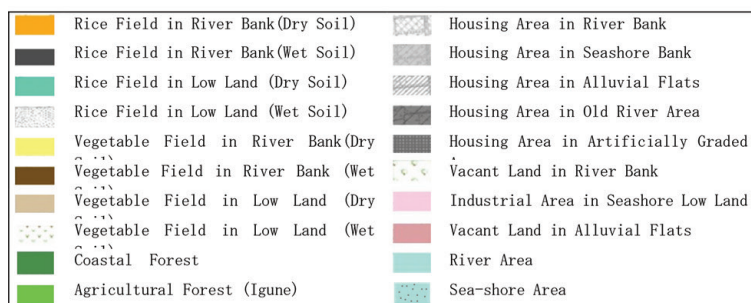 Rice Field in River Bank(Dry Soil)
Rice Field in River Bank(Wet Soil)
Rice Field in Low Land (Dry Soil)
Rice Field in Low Land (Wet Soil)
Vegetable Field in River Bank(Dry
Vegetable Field in River Bank (Wet
Vegetable Field in Low Land (Dry
Vegetable Field in Low Land (Wet
Coastal Forest
Agricultural Forest (Igune)
Housing Area in River Bank
Housing Area in Seashore Bank
Housing Area in Alluvial Flats
Housing Area in Old River Area
Housing Area in Artificially Graded
Vacant Land in River Bank
Industrial Area in Seashore Low Land
Vacant Land in Alluvial Flats
River Area
Sea-shore Area